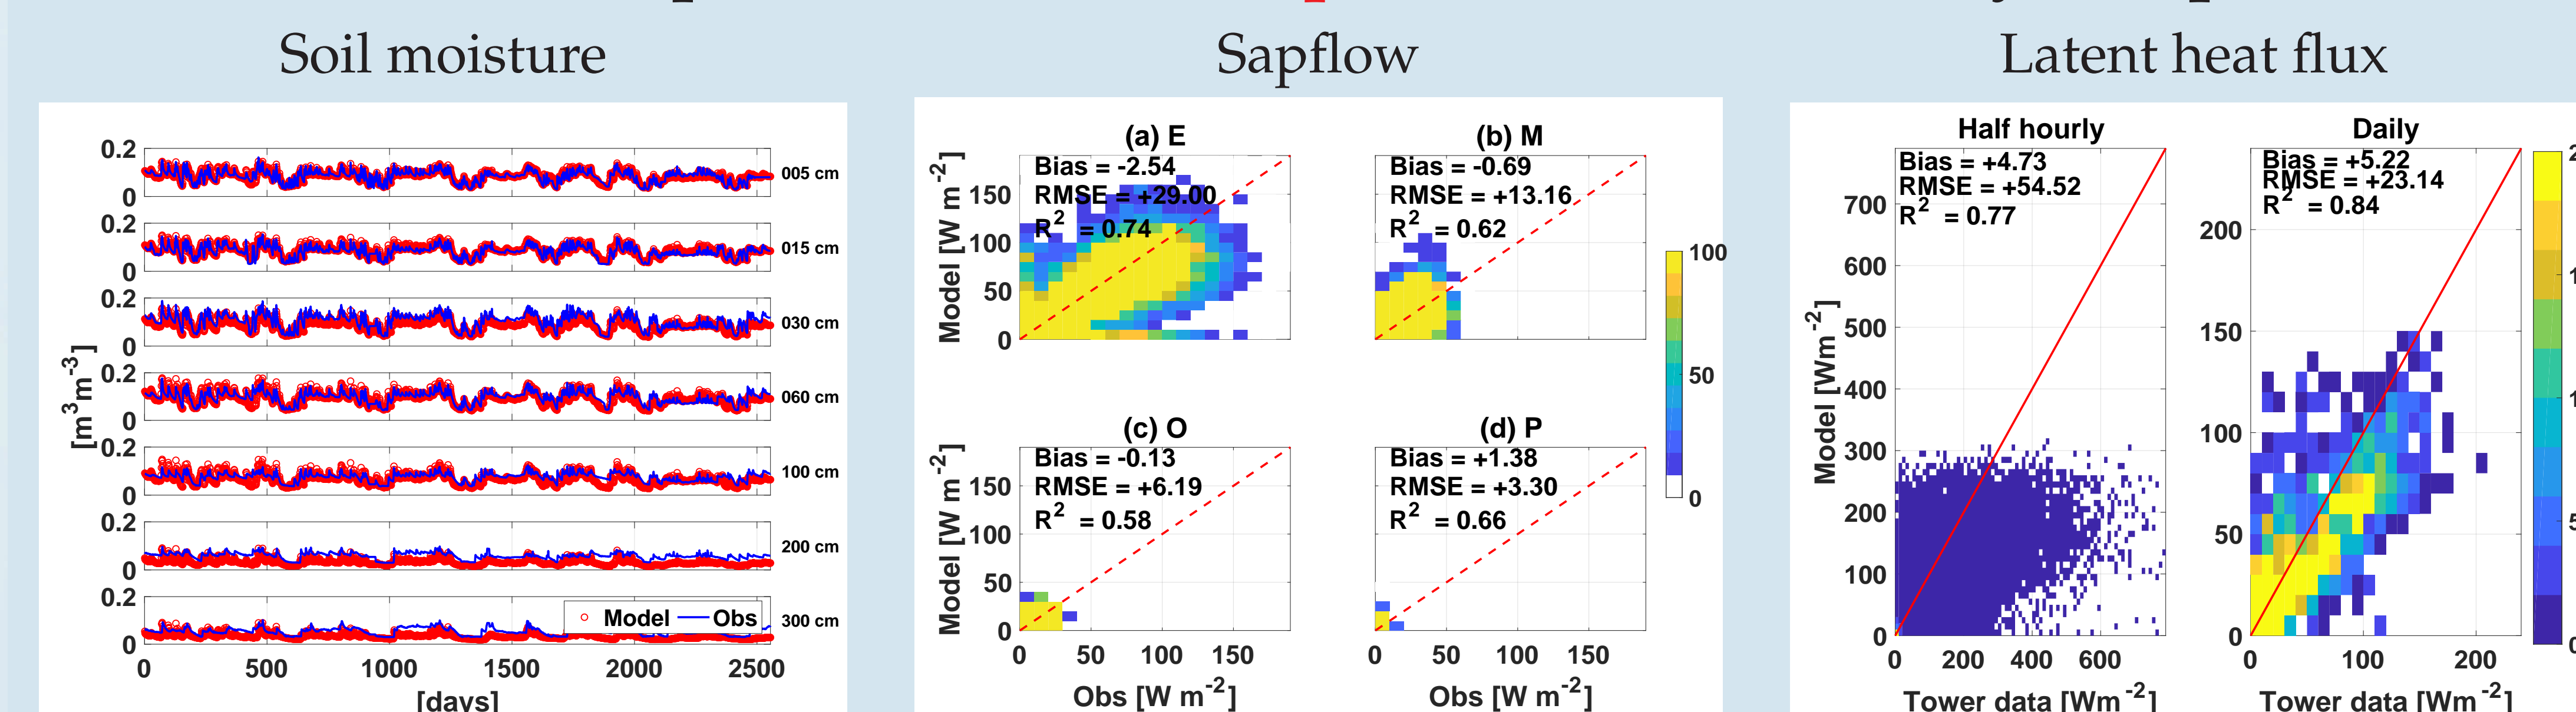 Soil moisture
0.2
0
005 cm
0.2
0
015 cm
0.2
0
030 cm
0.2
0
060 cm
0.2
0
100 cm
0.2
0
200 cm
0.2
0
300 cm
[m³m⁻³]
Model Obs
0 500 1000 1500 2000 2500
[days]
Sapflow
(a) E
Bias = -2.54
RMSE = +29.00
R² = 0.74
Model [W m⁻²]
150
100
50
0
(b) M
Bias = -0.69
RMSE = +13.16
R² = 0.62
(c) O
Bias = -0.13
RMSE = +6.19
R² = 0.58
Model [W m⁻²]
150
100
50
0
0 50 100 150
Obs [W m⁻²]
(d) P
Bias = +1.38
RMSE = +3.30
R² = 0.66
0 50 100 150
Obs [W m⁻²]
100
50
0
Latent heat flux
Half hourly
Bias = +4.73
RMSE = +54.52
R² = 0.77
Model [Wm⁻²]
700
600
500
400
300
200
100
0
0 200 400 600
Tower data [Wm⁻²]
Daily
Bias = +5.22
RMSE = +23.14
R² = 0.84
200
150
100
50
0
0 100 200
Tower data [Wm⁻²]